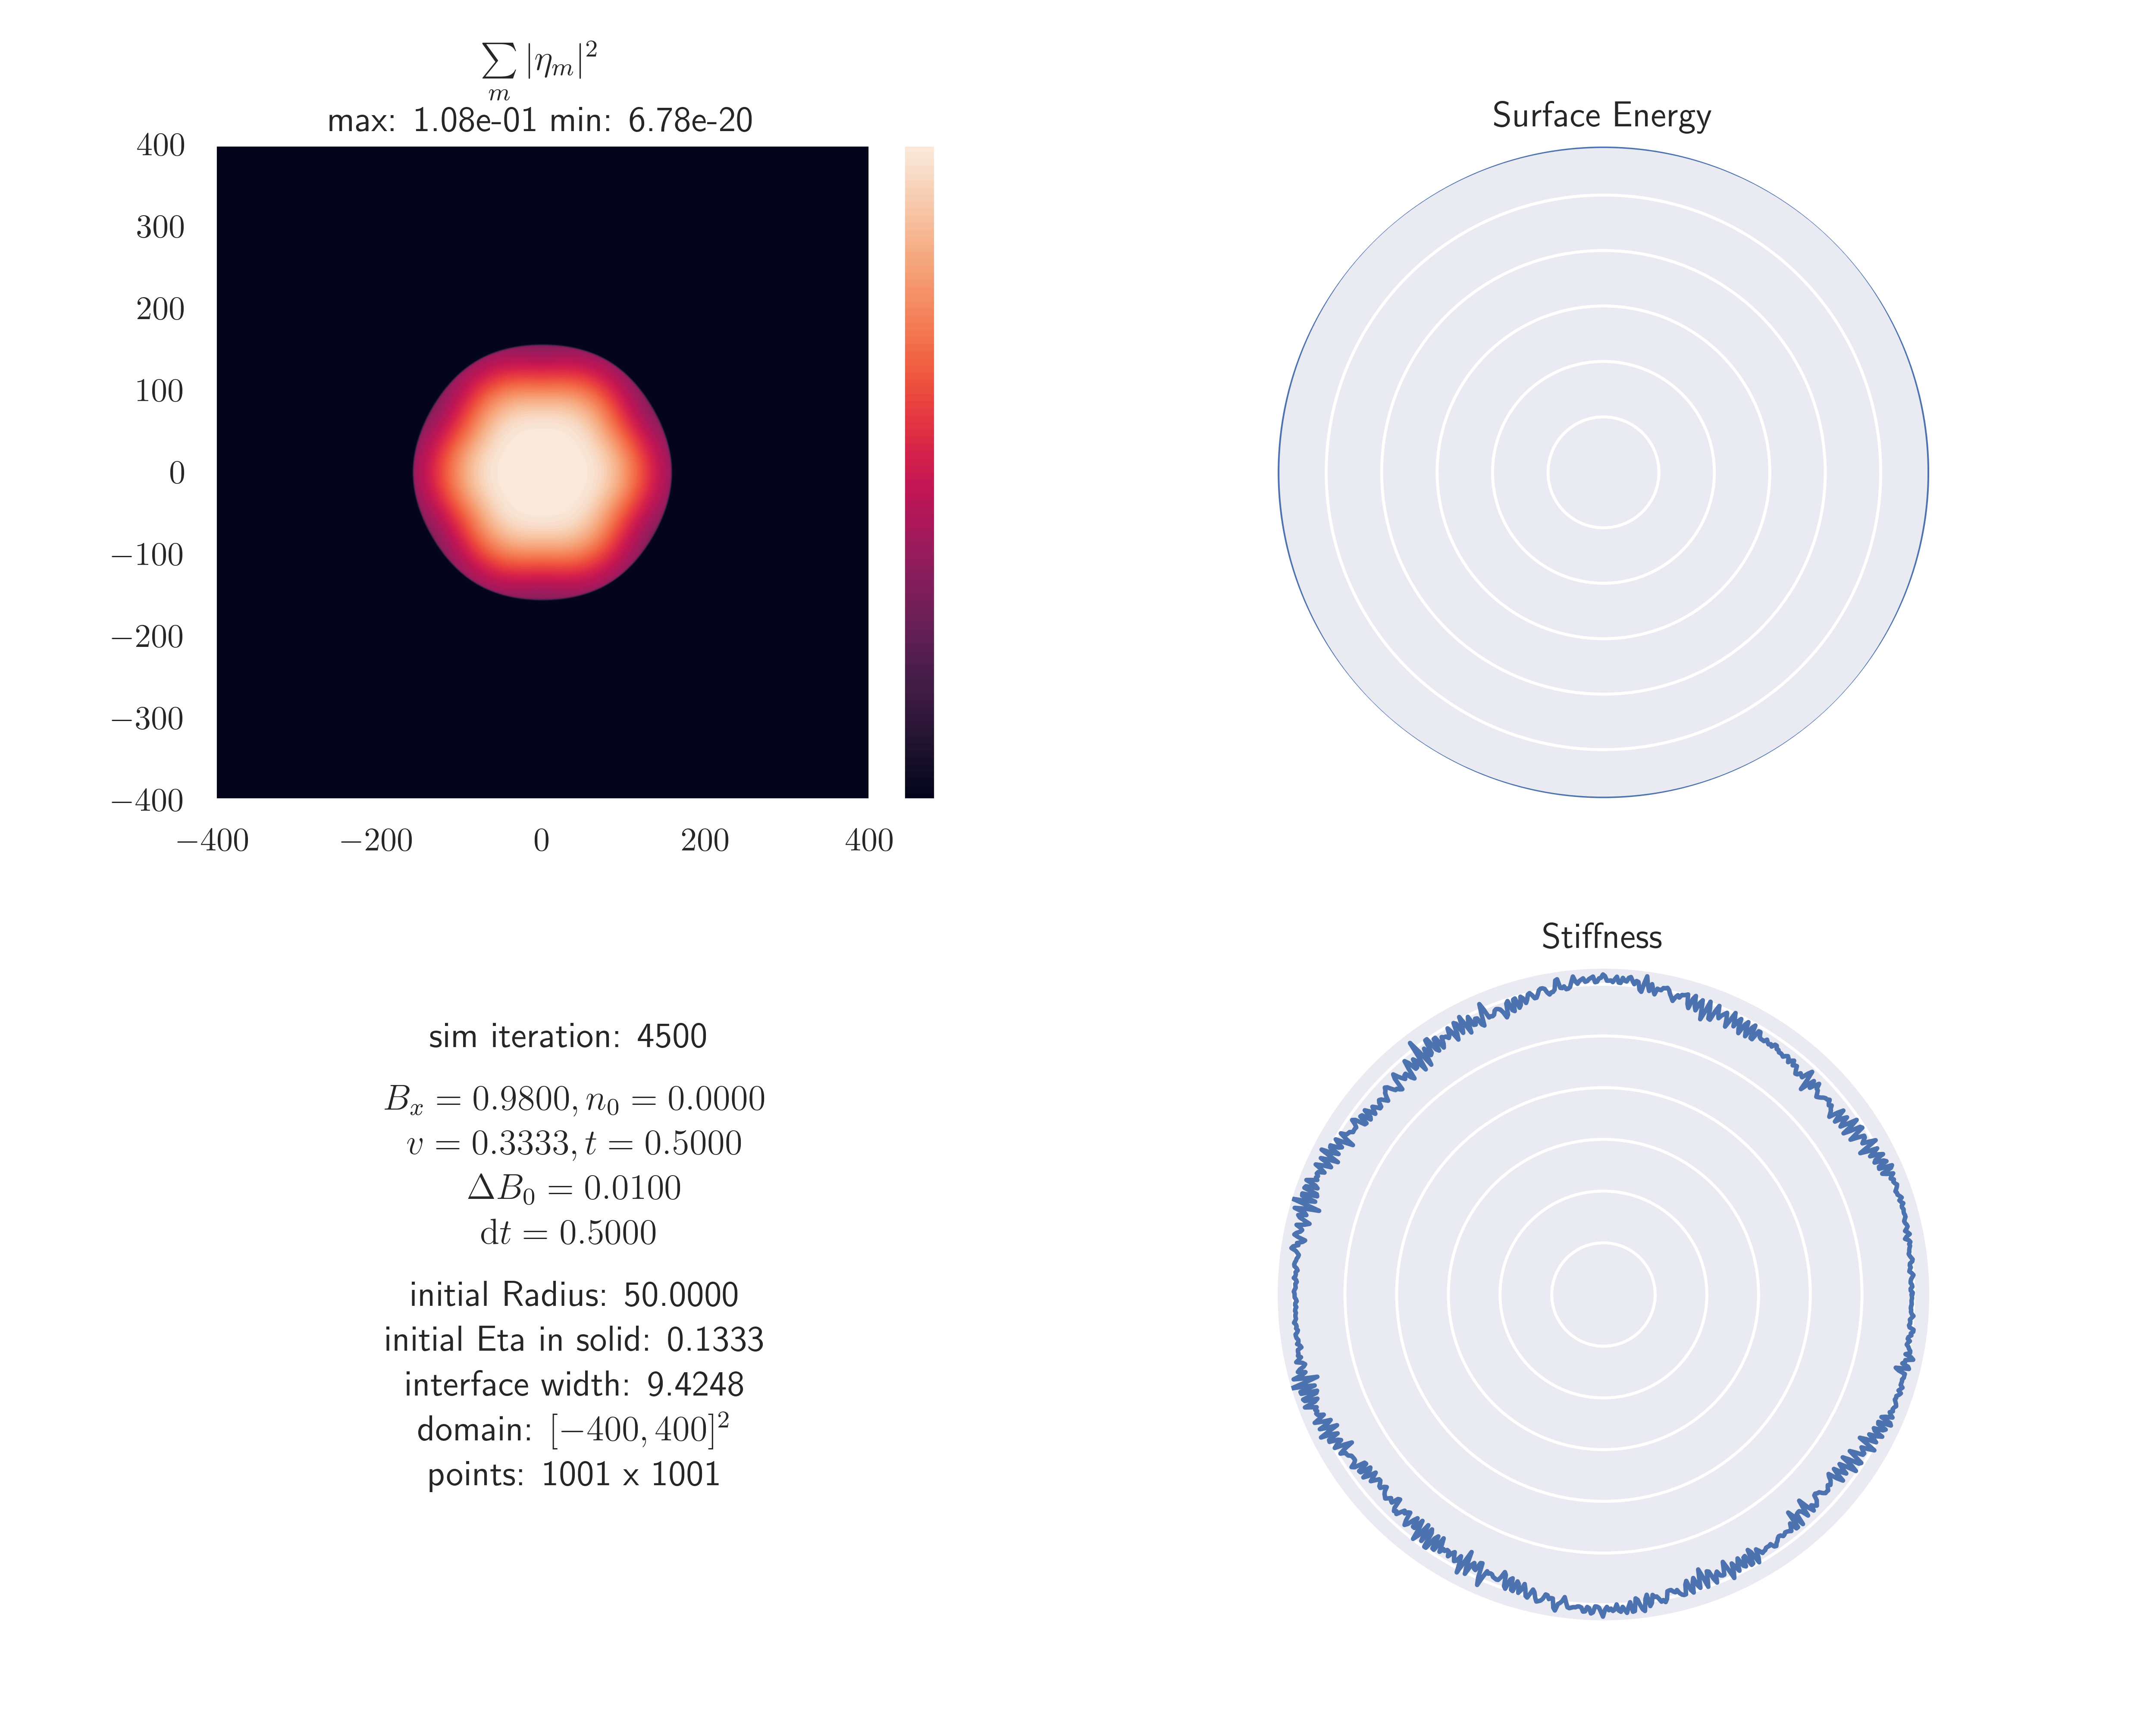 ∑_m |η_m|²
max: 1.08e-01 min: 6.78e-20
400
300
200
100
0
−100
−200
−300
−400
−400 −200 0 200 400
Surface Energy
sim iteration: 4500
B_x = 0.9800, n_0 = 0.0000
v = 0.3333, t = 0.5000
ΔB_0 = 0.0100
dt = 0.5000
initial Radius: 50.0000
initial Eta in solid: 0.1333
interface width: 9.4248
domain: [−400, 400]²
points: 1001 x 1001
Stiffness